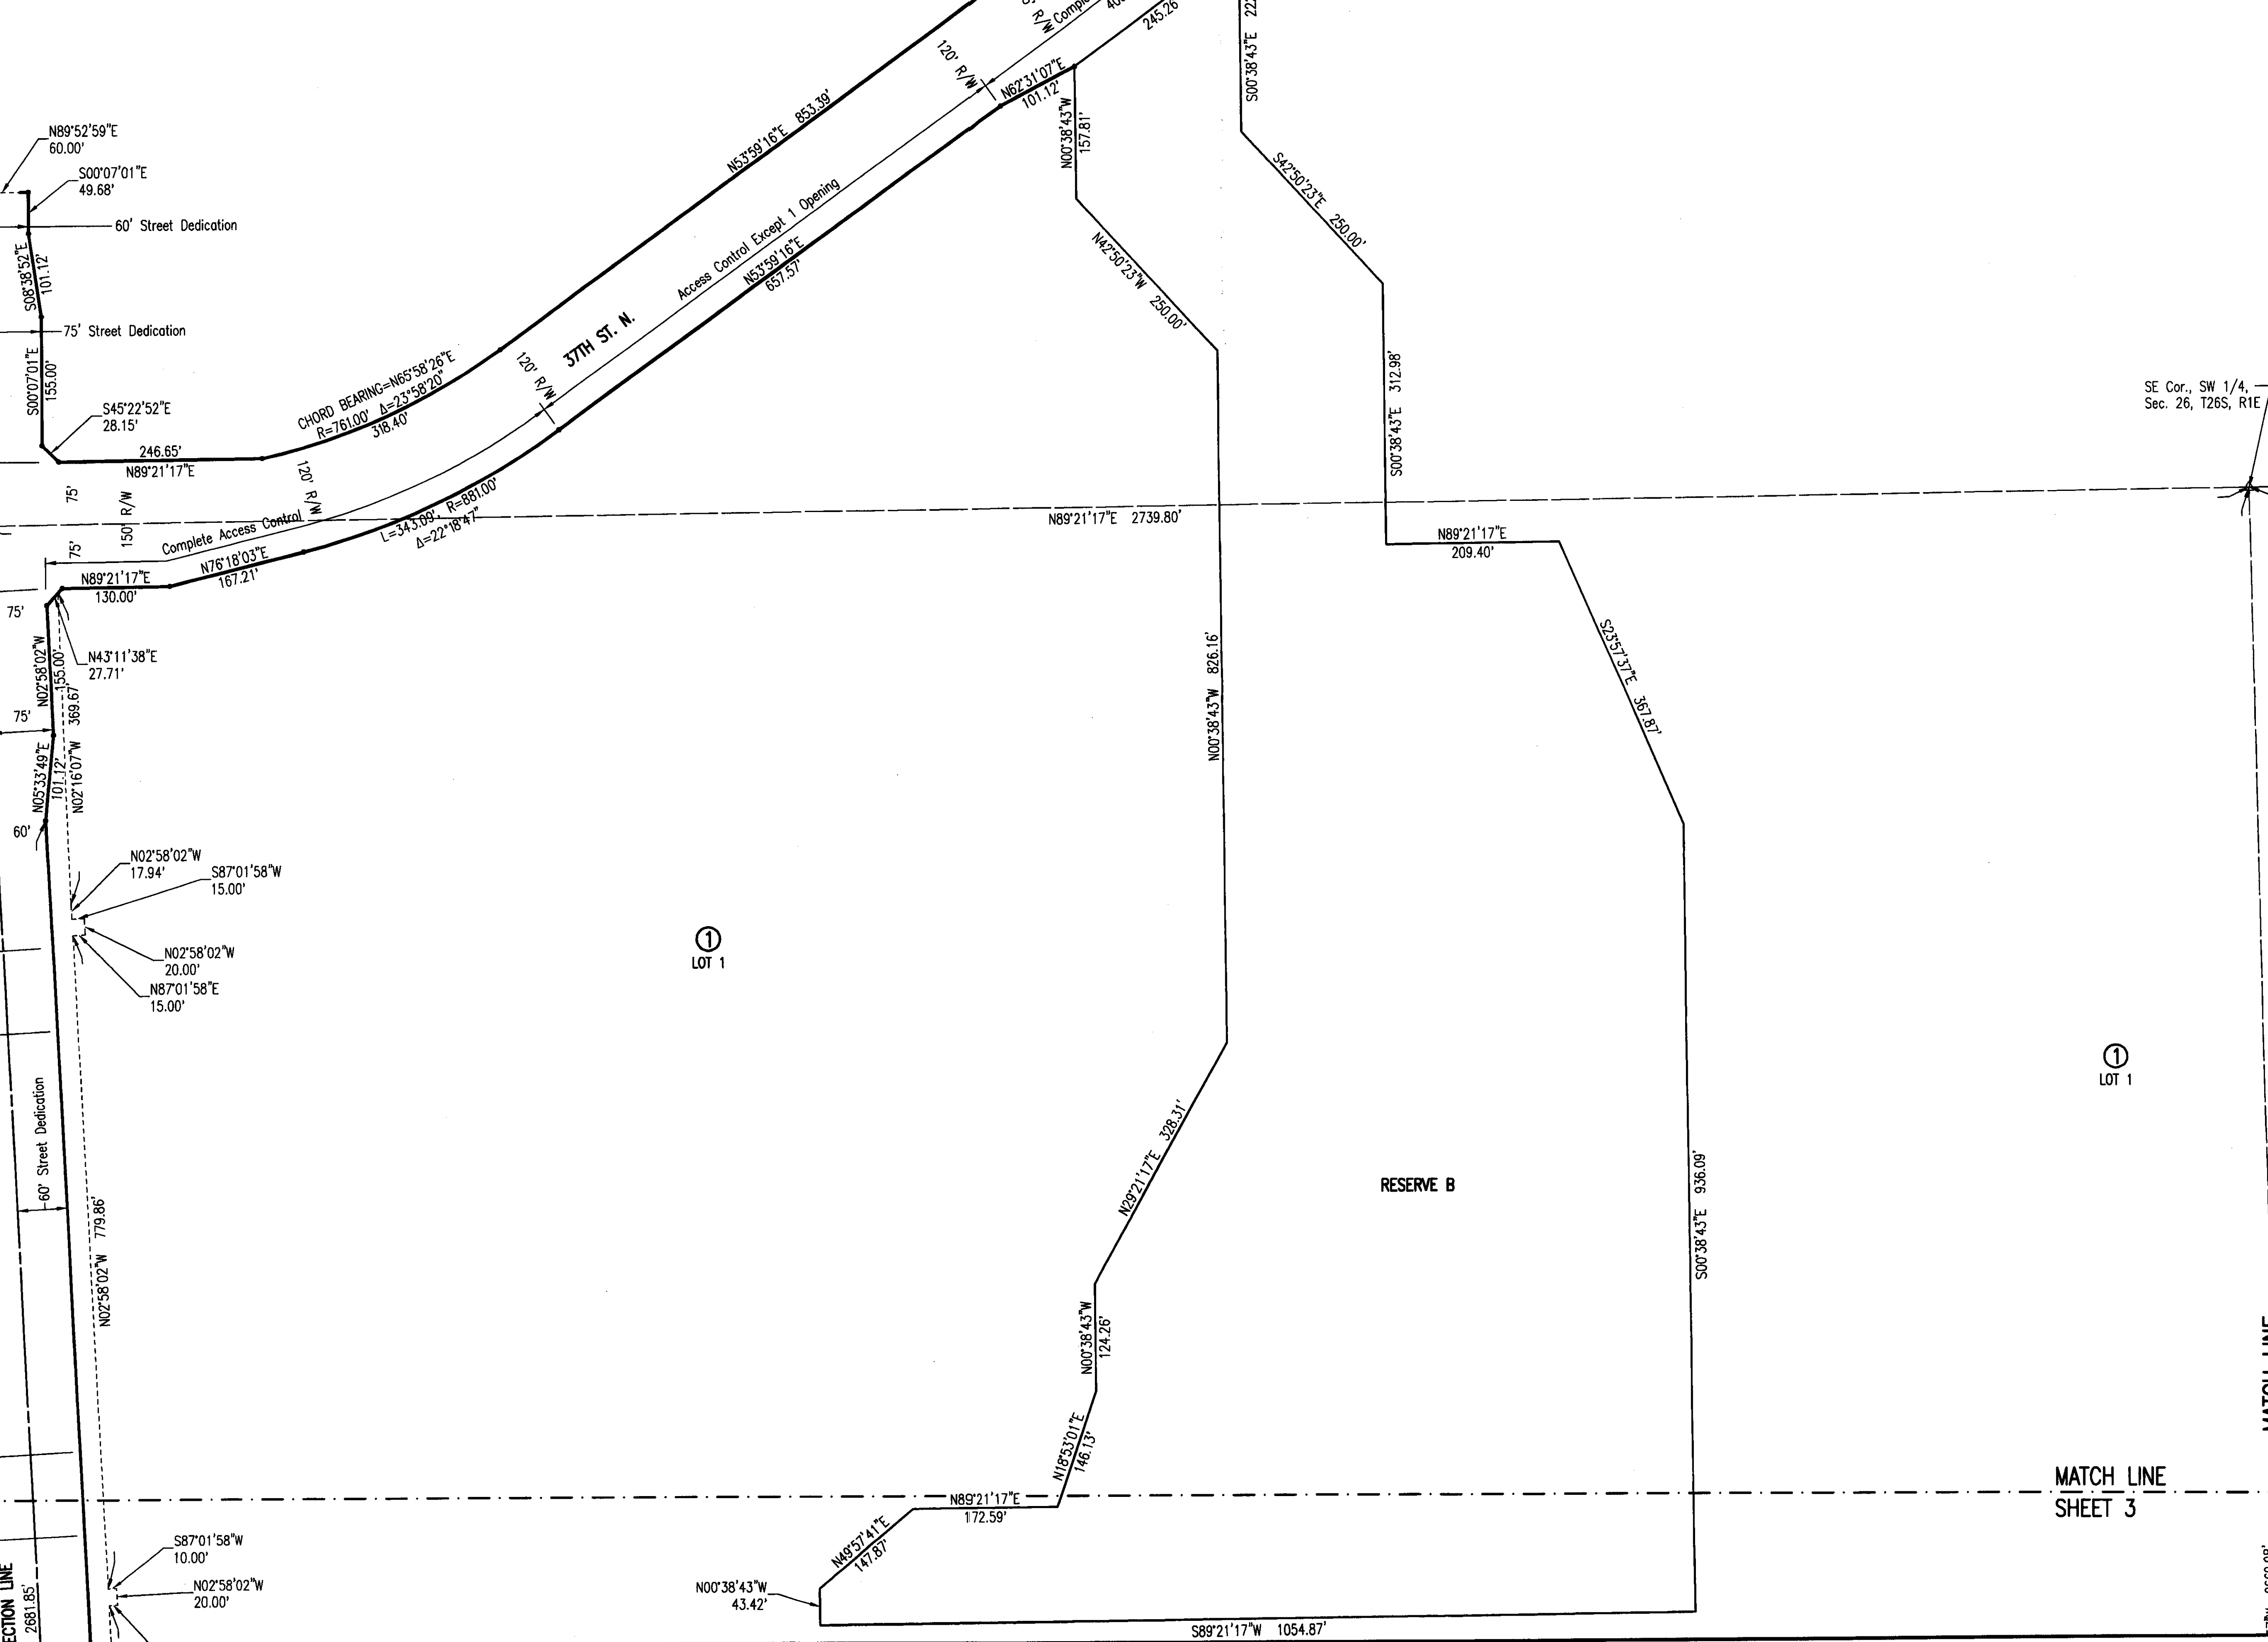 245.26'
S00°38'43"E
120' R/W
N62°31'07"E
101.12'
N00°38'43"W
157.81'
N53°59'16"E 853.39'
N89°52'59"E
60.00'
S00°07'01"E
49.68'
60' Street Dedication
S08°38'52"E
101.12'
75' Street Dedication
S00°07'01"E
155.00'
S45°22'52"E
28.15'
246.65'
N89°21'17"E
CHORD BEARING=N65°58'26"E
R=761.00' Δ=23°58'20"
318.40'
120' R/W
37TH ST. N.
Access Control Except 1 Opening
N53°59'16"E
657.57'
S42°50'23"E 250.00'
N42°50'23"W 250.00'
S00°38'43"E 312.98'
SE Cor., SW 1/4,
Sec. 26, T26S, R1E
75'
150' R/W
75'
120' R/W
Complete Access Control
L=343.09' R=881.00'
Δ=22°18'47"
N89°21'17"E 2739.80'
N89°21'17"E
209.40'
N89°21'17"E
130.00'
N76°18'03"E
167.21'
75'
N02°58'02"W
155.00'
N43°11'38"E
27.71'
N02°16'07"W 369.67'
75'
N05°33'49"E
101.12'
60'
N00°38'43"W 826.16'
S23°57'37"E 367.87'
N02°58'02"W
17.94'
S87°01'58"W
15.00'
N02°58'02"W
20.00'
N87°01'58"E
15.00'
1
LOT 1
1
LOT 1
60' Street Dedication
N02°58'02"W 779.86'
N29°21'17"E 328.31'
RESERVE B
S00°38'43"E 936.09'
N00°38'43"W
124.26'
N18°53'01"E
146.13'
N89°21'17"E
172.59'
N49°57'41"E
147.87'
N00°38'43"W
43.42'
S89°21'17"W 1054.87'
MATCH LINE
SHEET 3
MATCH LINE
S87°01'58"W
10.00'
N02°58'02"W
20.00'
2681.85'